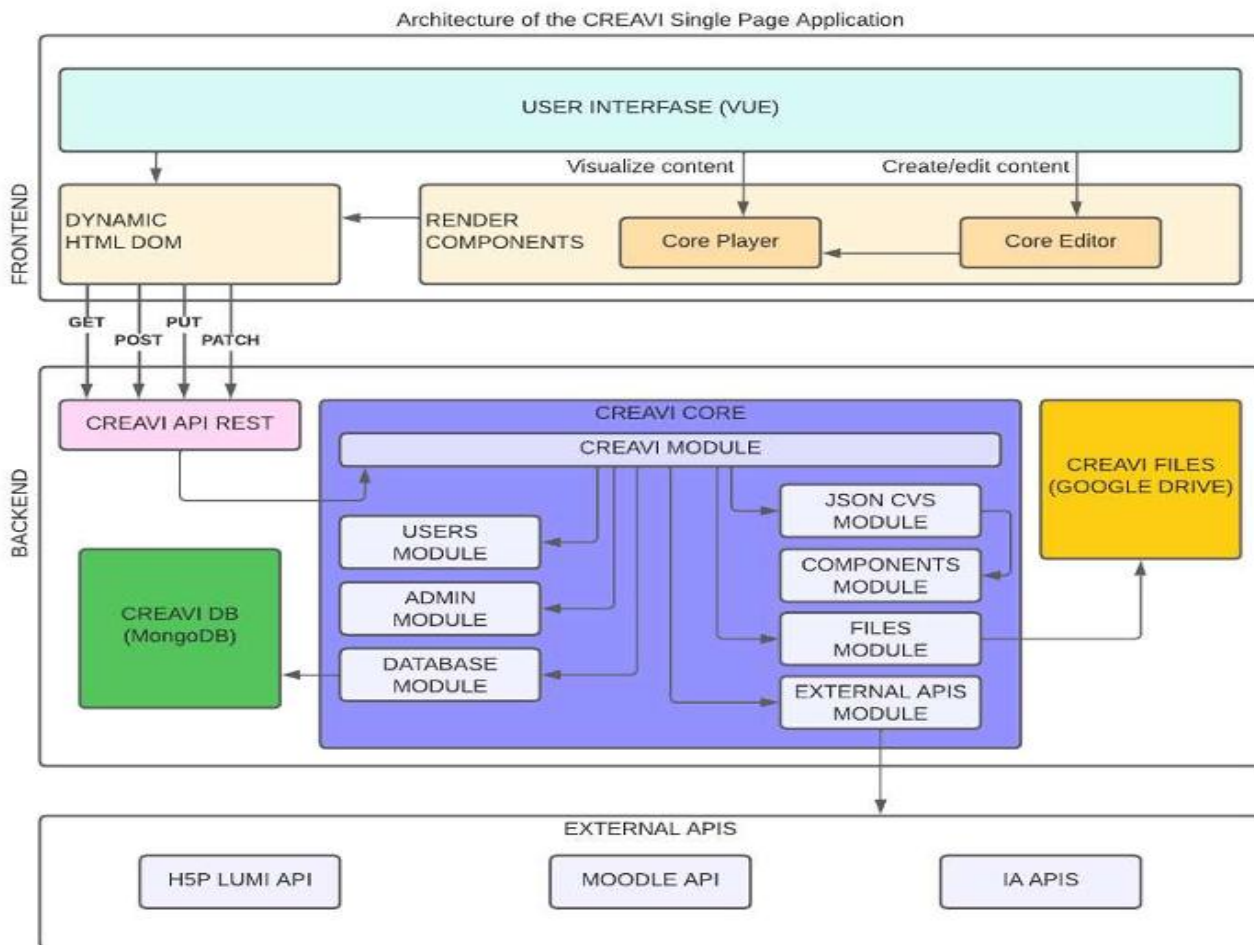 Architecture of the CREAVI Single Page Application
FRONTEND
USER INTERFASE (VUE)
Visualize content
Create/edit content
DYNAMIC
HTML DOM
RENDER
COMPONENTS
Core Player
Core Editor
GET
POST
PUT
PATCH
BACKEND
CREAVI API REST
CREAVI CORE
CREAVI MODULE
USERS
MODULE
ADMIN
MODULE
DATABASE
MODULE
JSON CVS
MODULE
COMPONENTS
MODULE
FILES
MODULE
EXTERNAL APIS
MODULE
CREAVI FILES
(GOOGLE DRIVE)
CREAVI DB
(MongoDB)
EXTERNAL APIS
H5P LUMI API
MOODLE API
IA APIS